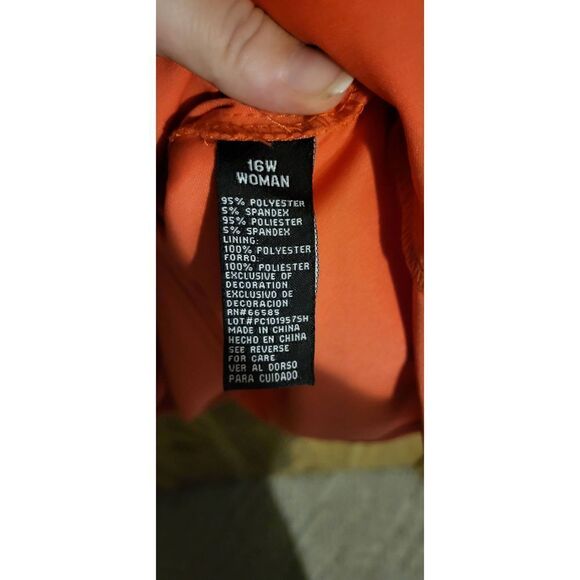 16W
WOMAN
95% POLYESTER
5% SPANDEX
95% POLIESTER
5% SPANDEX
LINING:
100% POLYESTER
FORRO:
100% POLIESTER
EXCLUSIVE OF
DECORATION
EXCLUSIVO DE
DECORACION
RN#66585
LOT#PC101957SH
MADE IN CHINA
HECHO EN CHINA
SEE REVERSE
FOR CARE
VER AL DORSO
PARA CUIDADO